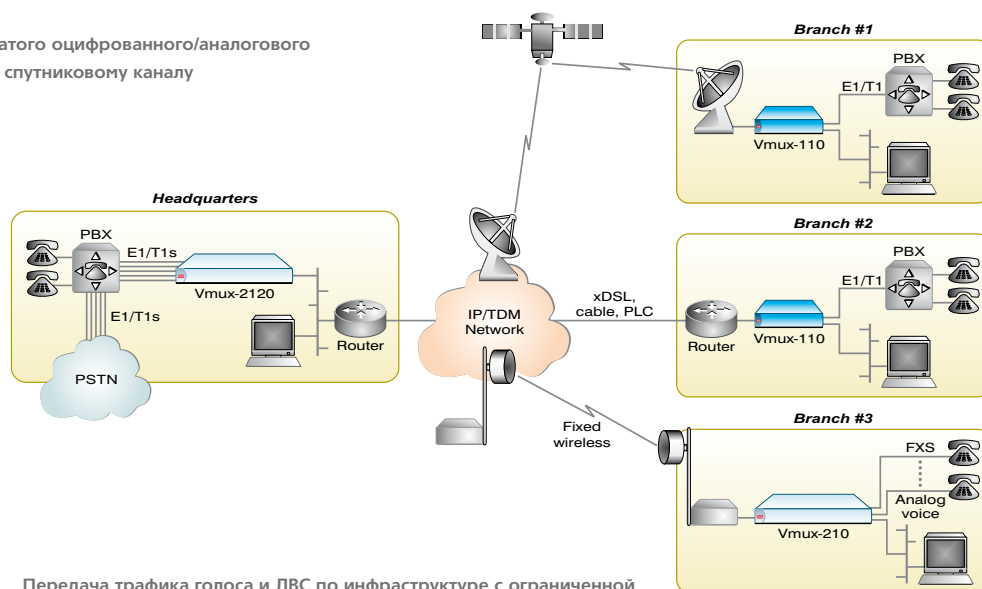 атого оцифрованного/аналогового
спутниковому каналу
Branch #1
PBX
E1/T1
Vmux-110
Headquarters
PBX
E1/T1s
Vmux-2120
E1/T1s
Router
PSTN
IP/TDM
Network
xDSL,
cable, PLC
Branch #2
PBX
E1/T1
Router
Vmux-110
Fixed
wireless
Branch #3
FXS
Analog
voice
Vmux-210
Передача трафика голоса и ЛВС по инфраструктуре с ограниченной